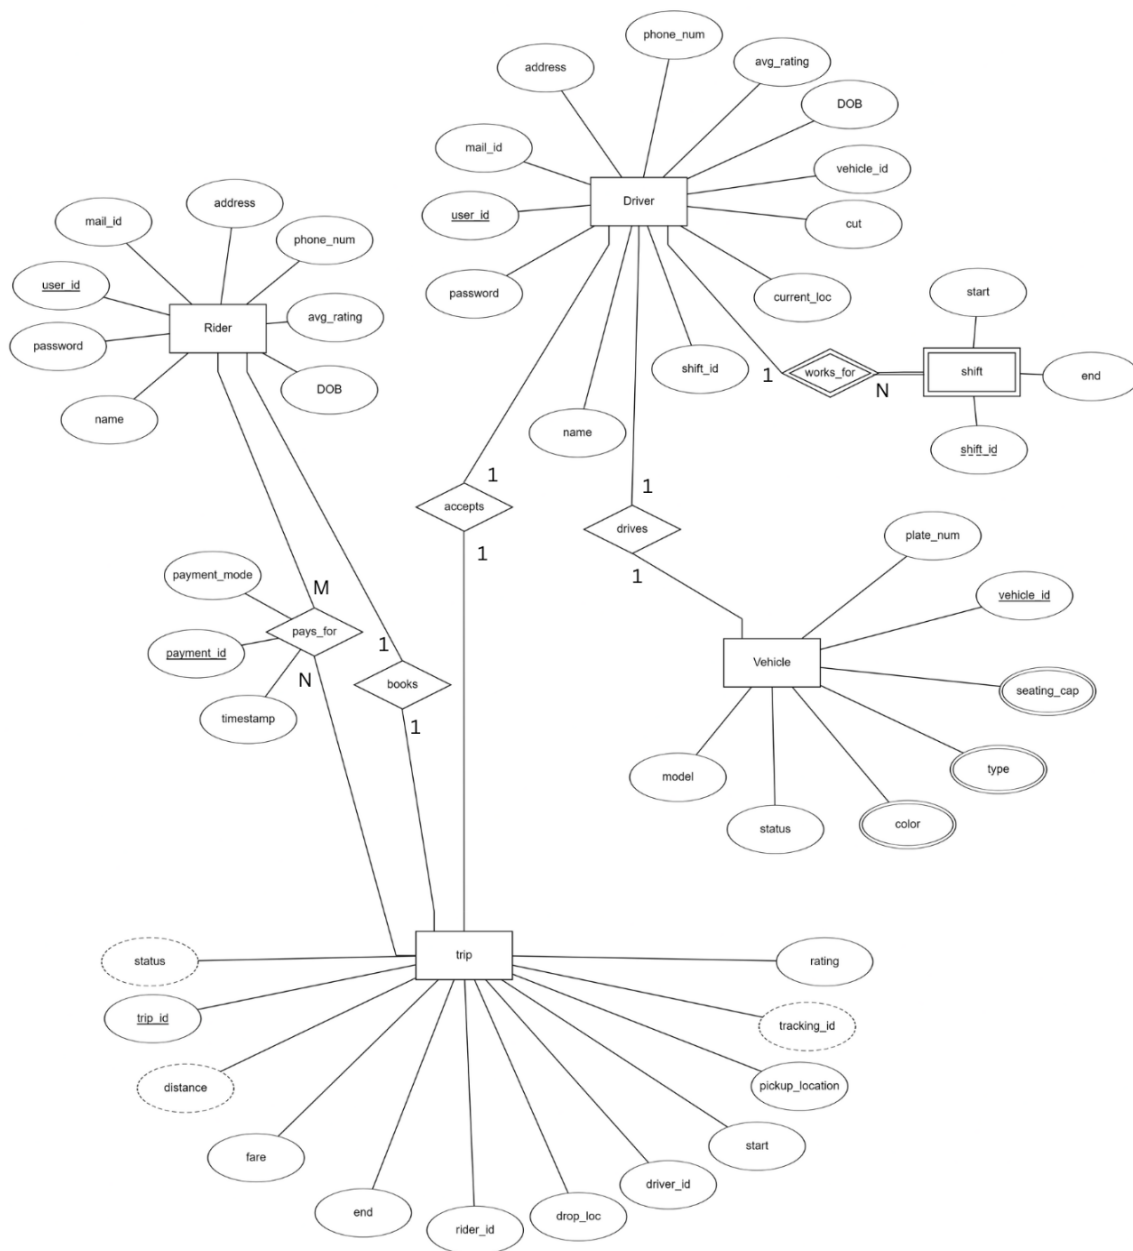 phone_num
address
avg_rating
DOB
mail_id
vehicle_id
Driver
user_id
cut
password
current_loc
shift_id
name
address
mail_id
phone_num
user_id
Rider
avg_rating
password
DOB
name
start
1
works_for
N
shift
end
shift_id
1
accepts
1
1
drives
1
plate_num
vehicle_id
Vehicle
seating_cap
type
model
color
status
payment_mode
M
pays_for
payment_id
N
timestamp
1
books
1
status
trip
rating
trip_id
tracking_id
distance
pickup_location
fare
start
end
driver_id
rider_id
drop_loc